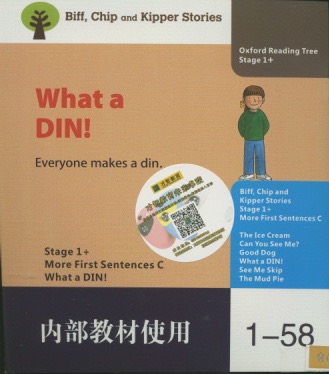 Biff, Chip and Kipper Stories
Oxford Reading Tree
Stage 1+
What a
DIN!
Everyone makes a din.
Biff, Chip and
Kipper Stories
Stage 1+
More First Sentences C
The Ice Cream
Can You See Me?
Good Dog
What a DIN!
See Me Skip
The Mud Pie
Stage 1+
More First Sentences C
What a DIN!
内部教材使用
1-58